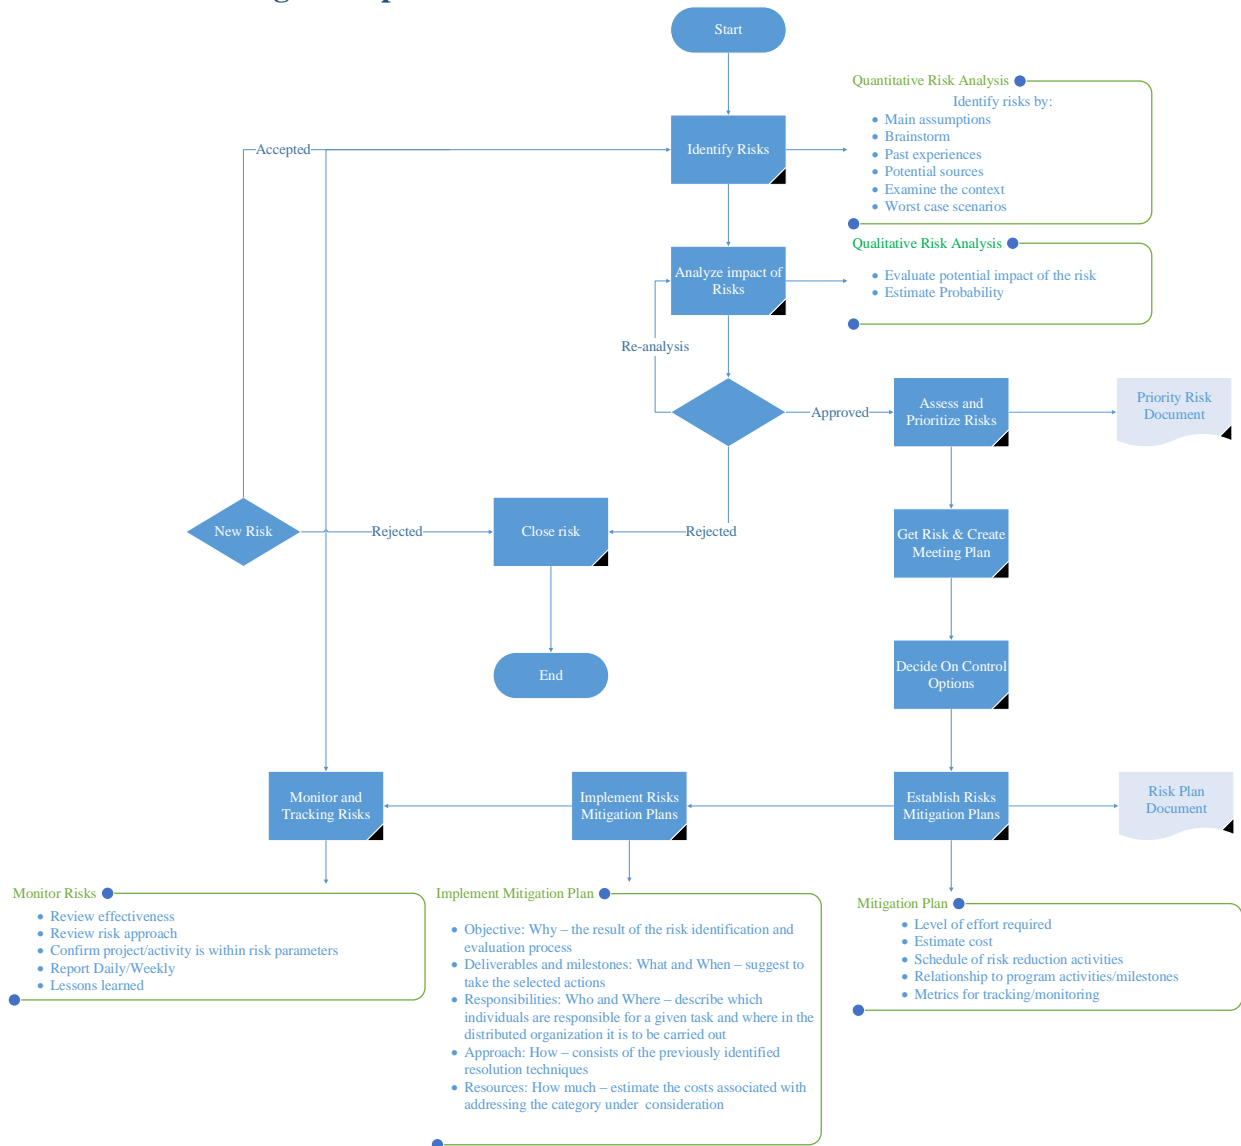 Start
Quantitative Risk Analysis
Identify risks by:
Main assumptions
Brainstorm
Past experiences
Potential sources
Examine the context
Worst case scenarios
Accepted
Identify Risks
Qualitative Risk Analysis
Evaluate potential impact of the risk
Estimate Probability
Analyze impact of
Risks
Re-analysis
Approved
Assess and
Prioritize Risks
Priority Risk
Document
New Risk
Rejected
Close risk
Rejected
Get Risk & Create
Meeting Plan
End
Decide On Control
Options
Monitor and
Tracking Risks
Implement Risks
Mitigation Plans
Establish Risks
Mitigation Plans
Risk Plan
Document
Monitor Risks
Review effectiveness
Review risk approach
Confirm project/activity is within risk parameters
Report Daily/Weekly
Lessons learned
Implement Mitigation Plan
Objective: Why – the result of the risk identification and
evaluation process
Deliverables and milestones: What and When – suggest to
take the selected actions
Responsibilities: Who and Where – describe which
individuals are responsible for a given task and where in the
distributed organization it is to be carried out
Approach: How – consists of the previously identified
resolution techniques
Resources: How much – estimate the costs associated with
addressing the category under  consideration
Mitigation Plan
Level of effort required
Estimate cost
Schedule of risk reduction activities
Relationship to program activities/milestones
Metrics for tracking/monitoring